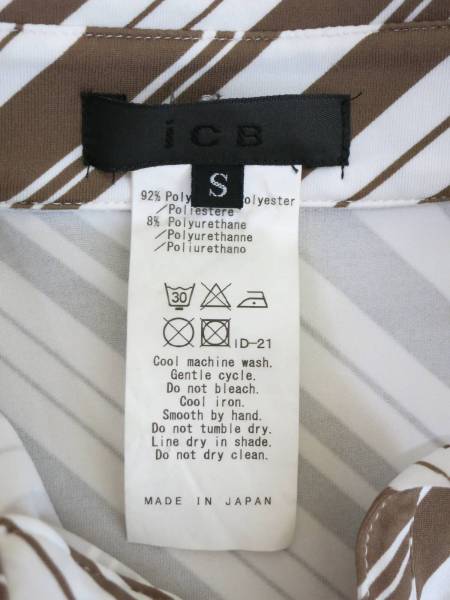 iCB
S
92% Poly olyester
/Poliestere
8% Polyurethane
/Polyurethanne
/Poliurethano
30
ID-21
Cool machine wash.
Gentle cycle.
Do not bleach.
Cool iron.
Smooth by hand.
Do not tumble dry.
Line dry in shade.
Do not dry clean.
MADE IN JAPAN